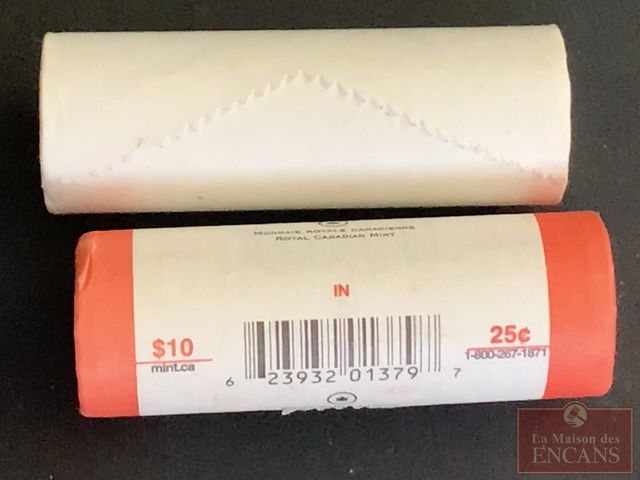 MONNAIE ROYALE CANADIENNE
ROYAL CANADIAN MINT
IN
$10
mint.ca
25¢
1-800-267-1871
6 23932 01379 7
La Maison des
ENCANS